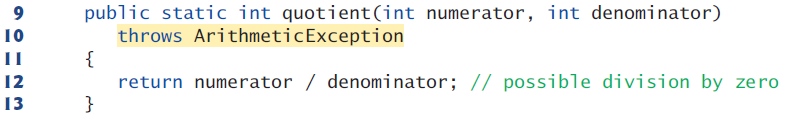 9 public static int quotient(int numerator, int denominator)
10 throws ArithmeticException
11 {
12 return numerator / denominator; // possible division by zero
13 }